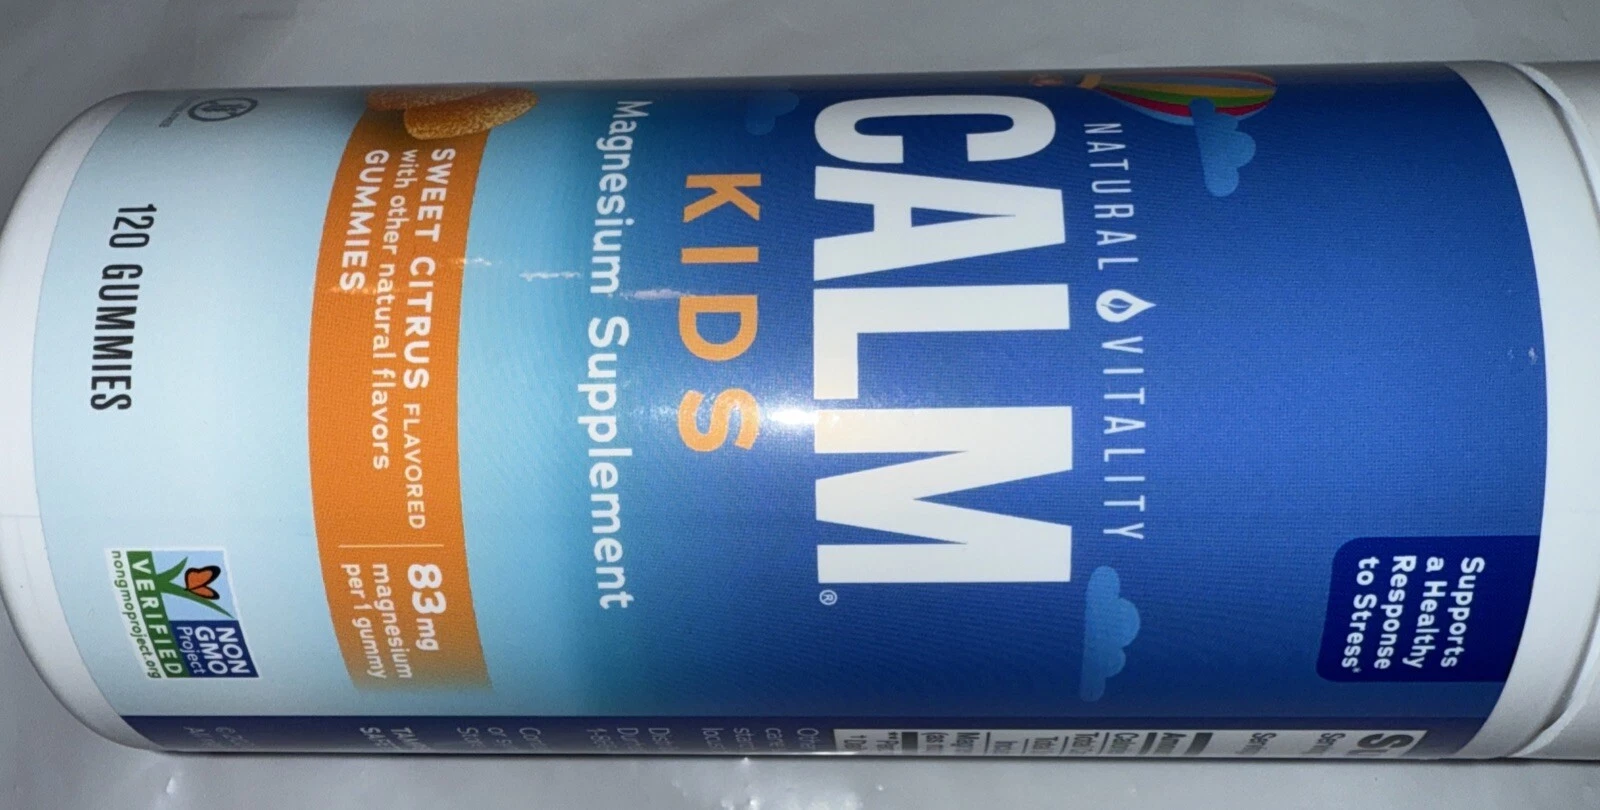 Supports
a Healthy
Response
to Stress*
NATURAL VITALITY
CALM®
KIDS
Magnesium Supplement
SWEET CITRUS FLAVORED
with other natural flavors
GUMMIES
83 mg
magnesium
per 1 gummy
120 GUMMIES
NON
GMO
Project
VERIFIED
nongmoproject.org